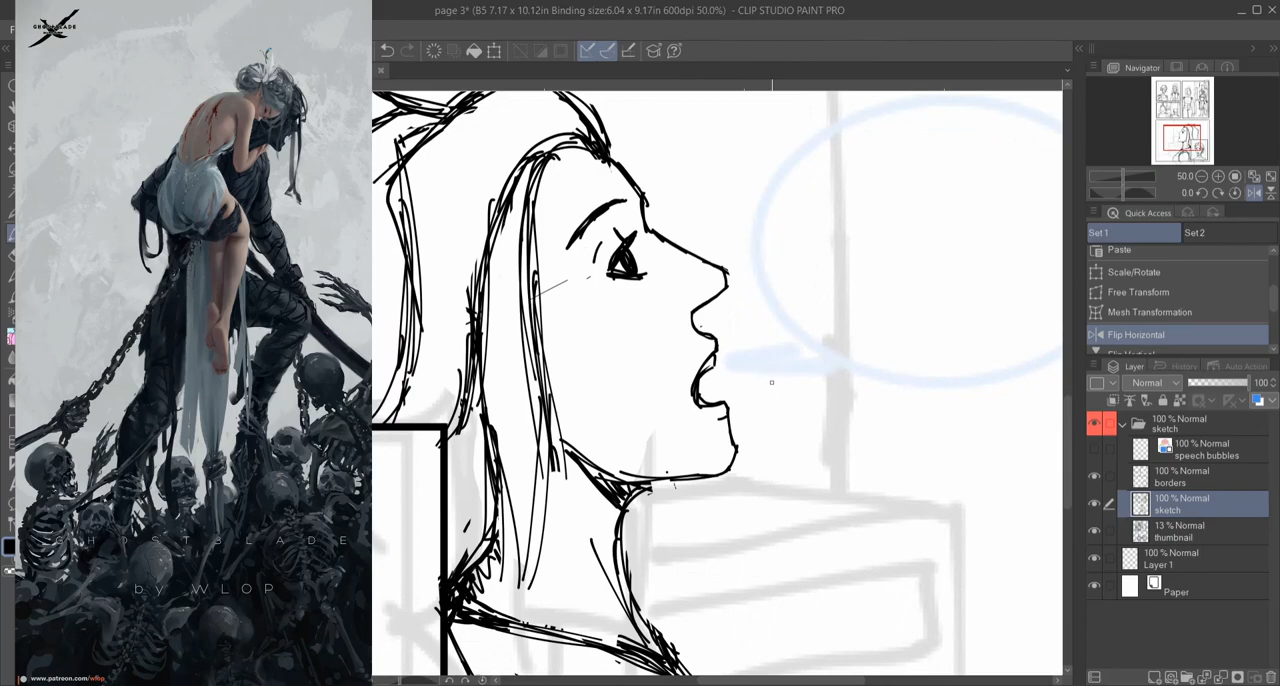 page 3* (B5 7.17 x 10.12in Binding size:6.04 x 9.17in 600dpi 50.0%) - CLIP STUDIO PAINT PRO
GHOSTBLADE
Navigator
50.0
0.0
Quick Access
Set 1
Set 2
Paste
Scale/Rotate
Free Transform
Mesh Transformation
Flip Horizontal
Flip Vertical
Layer
History
Auto Action
Normal
100
100 % Normal
sketch
100 % Normal
speech bubbles
100 % Normal
borders
100 % Normal
sketch
13 % Normal
thumbnail
100 % Normal
Layer 1
Paper
GHOSTBLADE
by WLOP
www.patreon.com/wlop